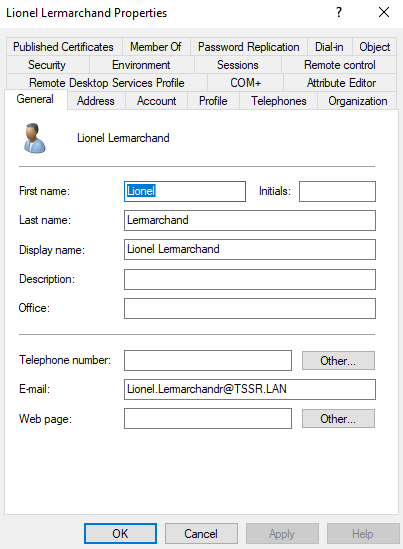 Lionel Lermarchand Properties ? ×
Published Certificates Member Of Password Replication Dial-in Object
Security Environment Sessions Remote control
Remote Desktop Services Profile COM+ Attribute Editor
General Address Account Profile Telephones Organization
Lionel Lermarchand
First name: Lionel Initials:
Last name: Lermarchand
Display name: Lionel Lermarchand
Description:
Office:
Telephone number: Other...
E-mail: Lionel.Lermarchandr@TSSR.LAN
Web page: Other...
OK Cancel Apply Help